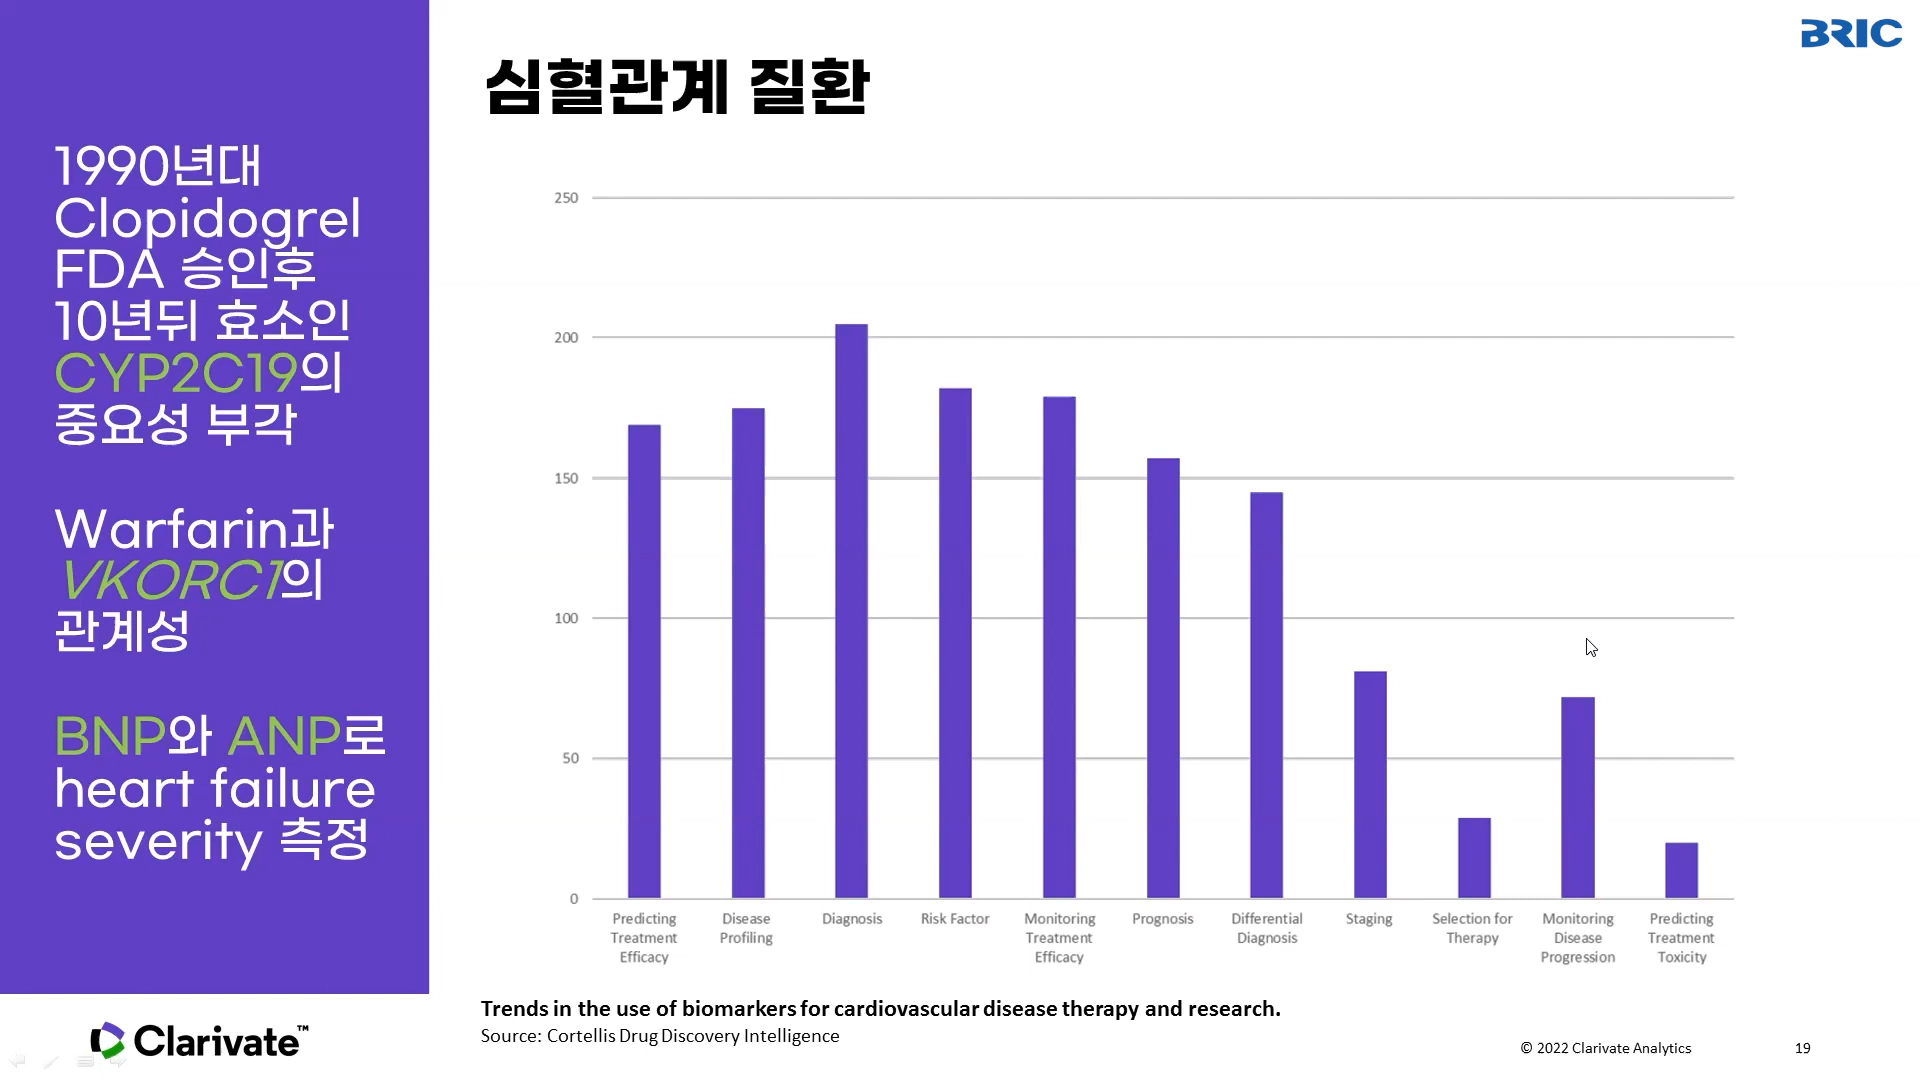 BRIC
심혈관계 질환
1990년대
Clopidogrel
FDA 승인후
10년뒤 효소인
CYP2C19의
중요성 부각
Warfarin과
VKORC1의
관계성
BNP와 ANP로
heart failure
severity 측정
250
200
150
100
50
0
Predicting
Treatment
Efficacy
Disease
Profiling
Diagnosis
Risk Factor
Monitoring
Treatment
Efficacy
Prognosis
Differential
Diagnosis
Staging
Selection for
Therapy
Monitoring
Disease
Progression
Predicting
Treatment
Toxicity
Trends in the use of biomarkers for cardiovascular disease therapy and research.
Source: Cortellis Drug Discovery Intelligence
Clarivate™
© 2022 Clarivate Analytics
19